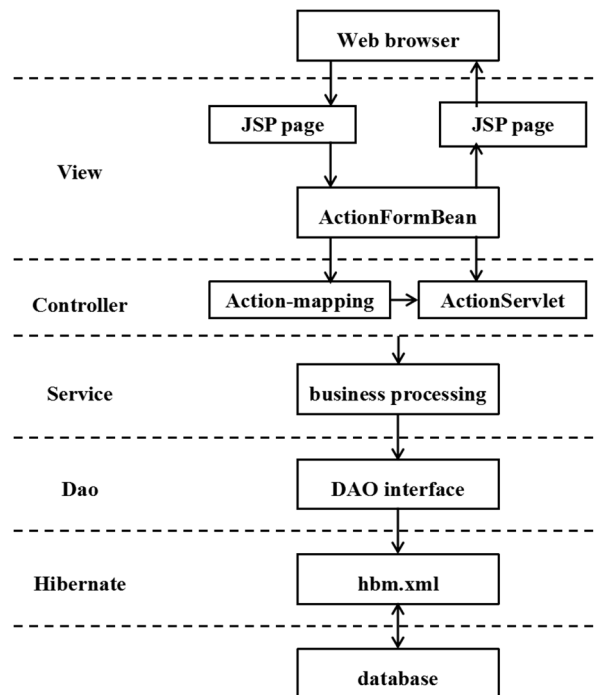 Web browser
JSP page
JSP page
View
ActionFormBean
Action-mapping
ActionServlet
Controller
Service
business processing
Dao
DAO interface
Hibernate
hbm.xml
database